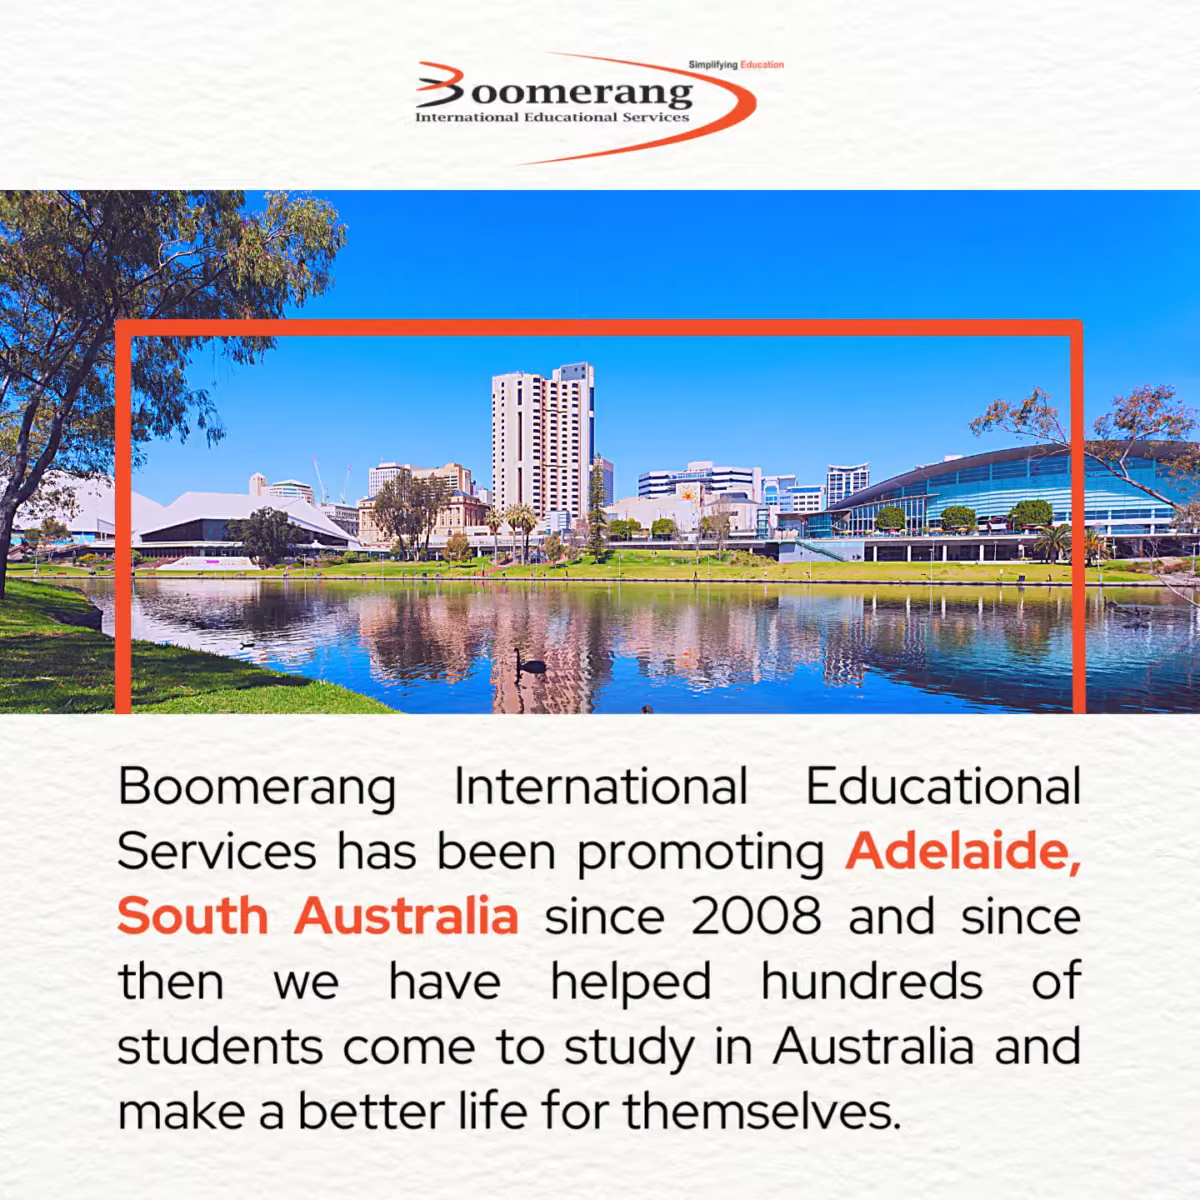 Simplifying Education
Boomerang
International Educational Services
Boomerang International Educational
Services has been promoting Adelaide,
South Australia since 2008 and since
then we have helped hundreds of
students come to study in Australia and
make a better life for themselves.